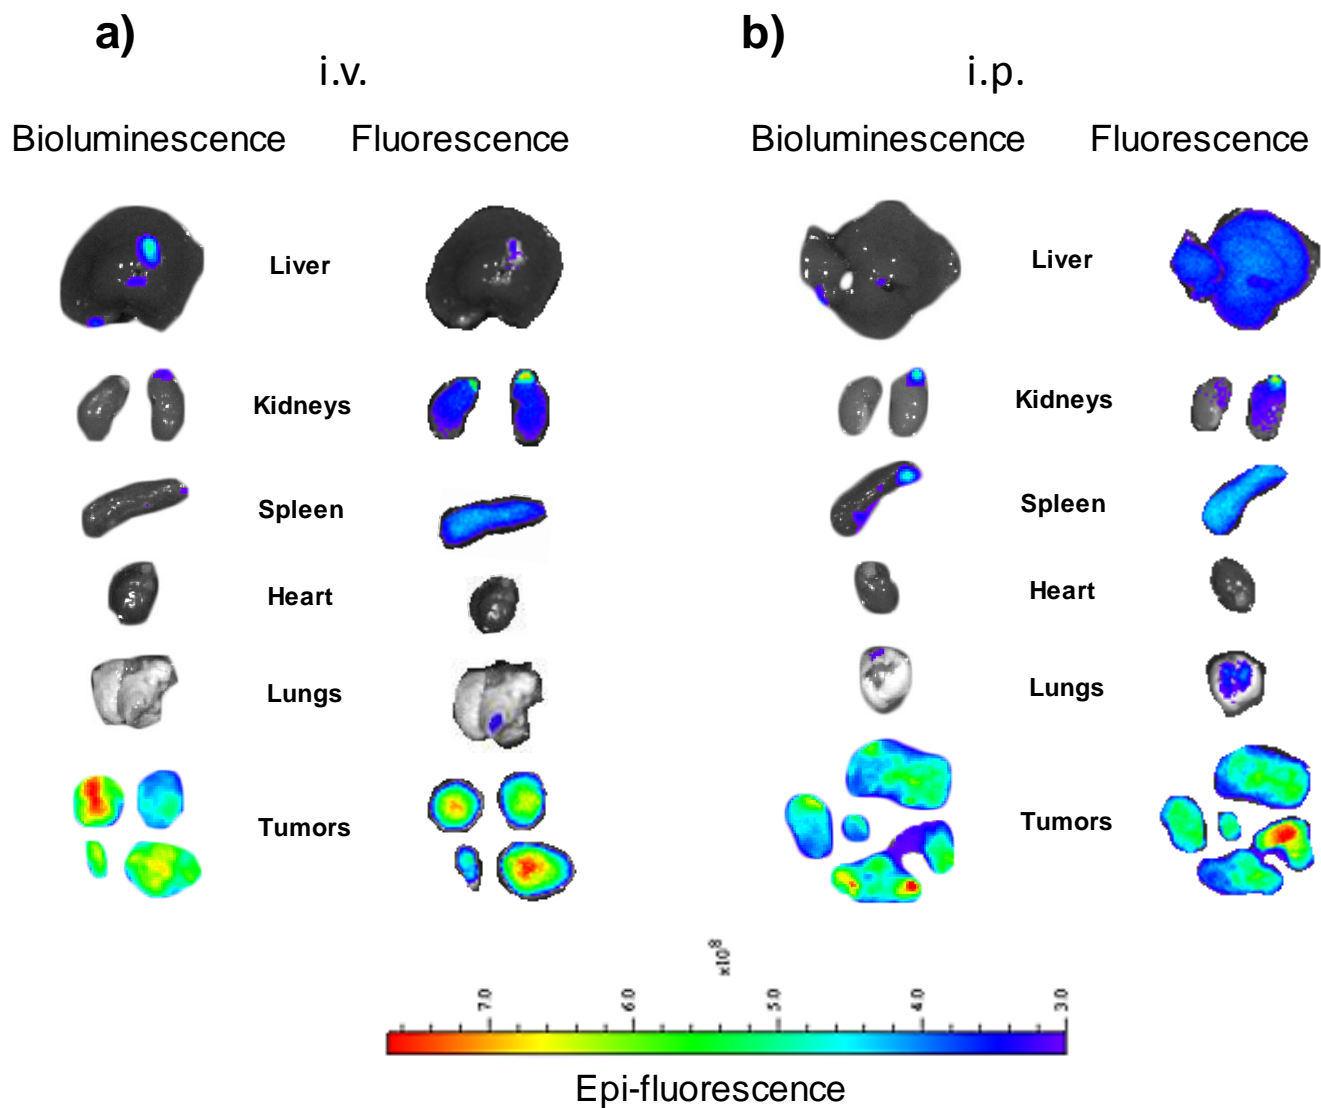 a)
b)
i.v.
i.p.
Bioluminescence Fluorescence
Bioluminescence Fluorescence
Liver
Liver
Kidneys
Kidneys
Spleen
Spleen
Heart
Heart
Lungs
Lungs
Tumors
Tumors
x10⁸
7.0 6.0 5.0 4.0 3.0
Epi-fluorescence